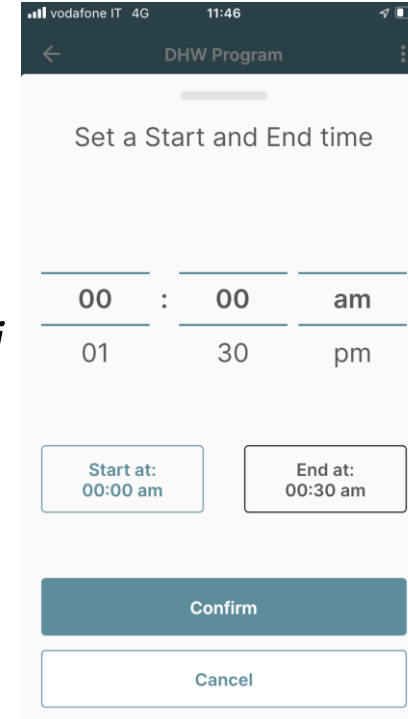 vodafone IT 4G 11:46
DHW Program
Set a Start and End time
00 : 00 am
i
01 30 pm
Start at:
00:00 am
End at:
00:30 am
Confirm
Cancel